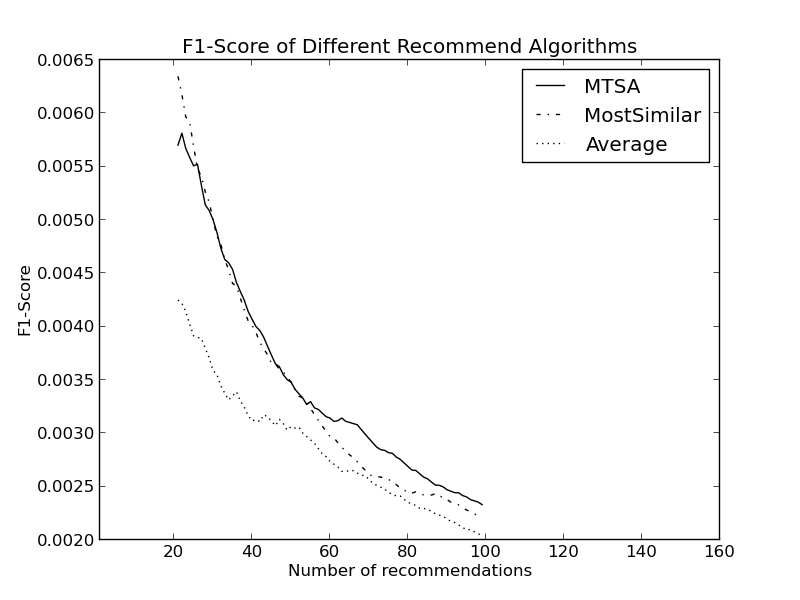 F1-Score of Different Recommend Algorithms
MTSA
MostSimilar
Average
0.0065
0.0060
0.0055
0.0050
0.0045
0.0040
0.0035
0.0030
0.0025
0.0020
F1-Score
20 40 60 80 100 120 140 160
Number of recommendations